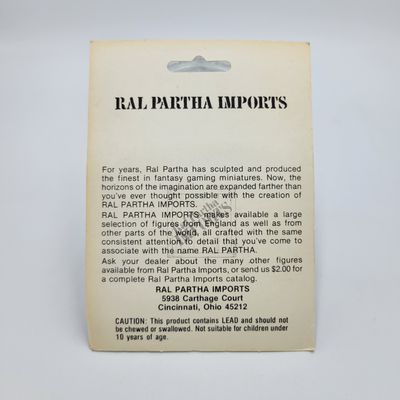 RAL PARTHA IMPORTS
For years, Ral Partha has sculpted and produced
the finest in fantasy gaming miniatures. Now, the
horizons of the imagination are expanded farther than
you've ever thought possible with the creation of
RAL PARTHA IMPORTS.
RAL PARTHA IMPORTS makes available a large
selection of figures from England as well as from
other parts of the world, all crafted with the same
consistent attention to detail that you've come to
associate with the name RAL PARTHA.
Ask your dealer about the many other figures
available from Ral Partha Imports, or send us $2.00 for
a complete Ral Partha Imports catalog.
RAL PARTHA IMPORTS
5938 Carthage Court
Cincinnati, Ohio 45212
CAUTION: This product contains LEAD and should not
be chewed or swallowed. Not suitable for children under
10 years of age.